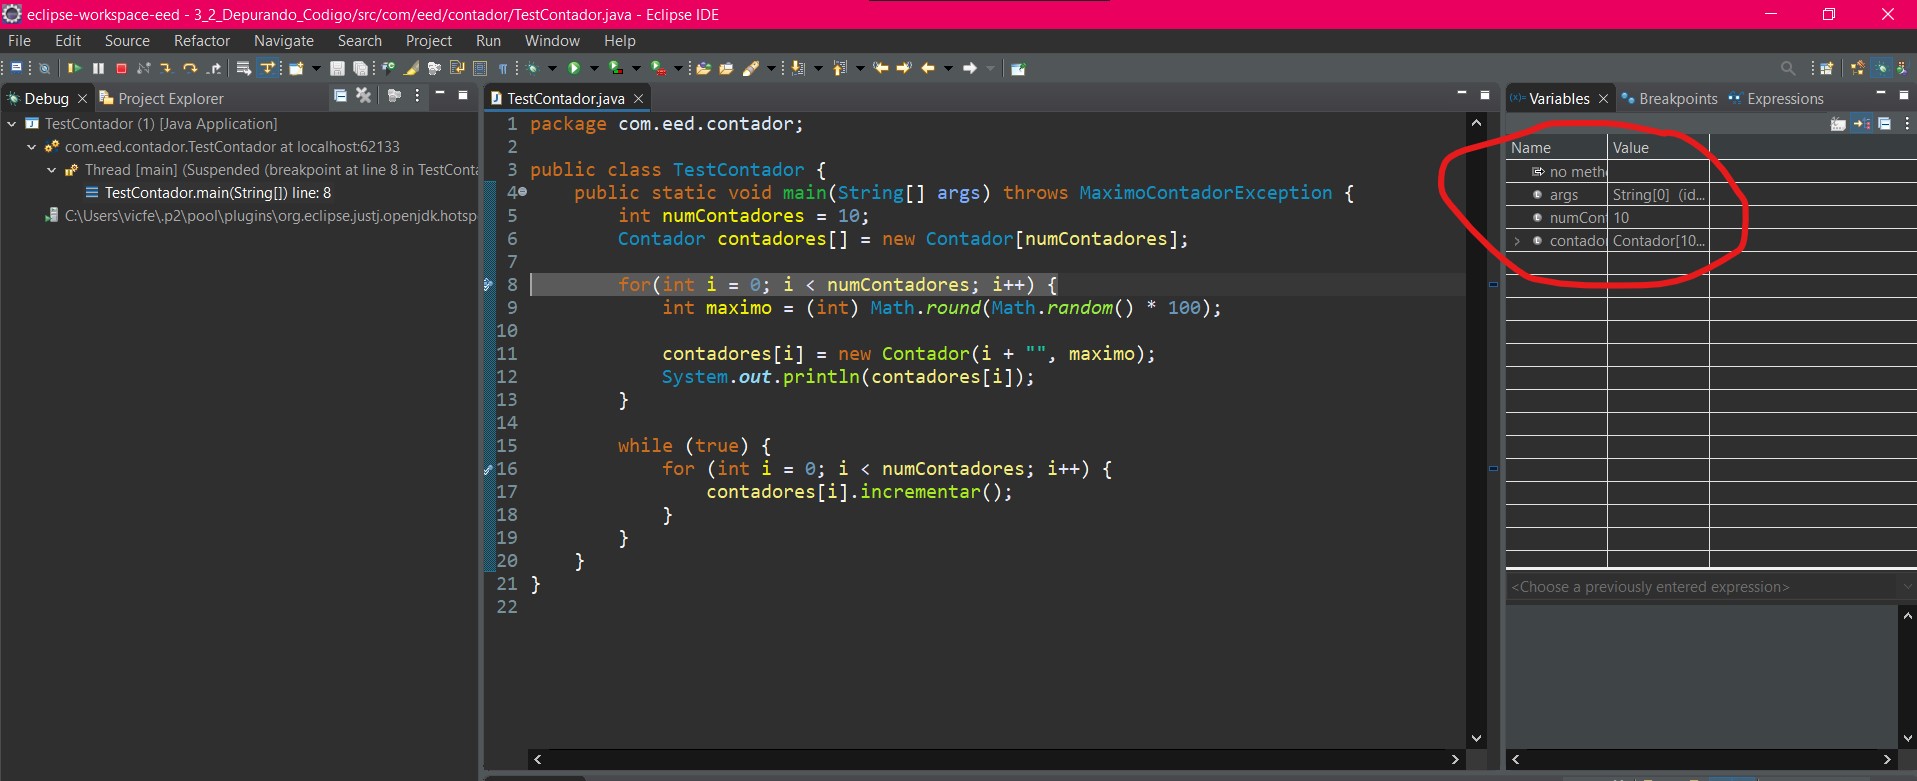 eclipse-workspace-eed - 3_2_Depurando_Codigo/src/com/eed/contador/TestContador.java - Eclipse IDE
File Edit Source Refactor Navigate Search Project Run Window Help
Debug Project Explorer
TestContador (1) [Java Application]
com.eed.contador.TestContador at localhost:62133
Thread [main] (Suspended (breakpoint at line 8 in TestConta
TestContador.main(String[]) line: 8
C:\Users\vicfe\.p2\pool\plugins\org.eclipse.justj.openjdk.hotsp
TestContador.java
1 package com.eed.contador;
2
3 public class TestContador {
4 public static void main(String[] args) throws MaximoContadorException {
5 int numContadores = 10;
6 Contador contadores[] = new Contador[numContadores];
7
8 for(int i = 0; i < numContadores; i++) {
9 int maximo = (int) Math.round(Math.random() * 100);
10
11 contadores[i] = new Contador(i + "", maximo);
12 System.out.println(contadores[i]);
13 }
14
15 while (true) {
16 for (int i = 0; i < numContadores; i++) {
17 contadores[i].incrementar();
18 }
19 }
20 }
21 }
22
(x)= Variables Breakpoints Expressions
Name Value
no meth
args String[0] (id...
numCont 10
contador Contador[10...
<Choose a previously entered expression>